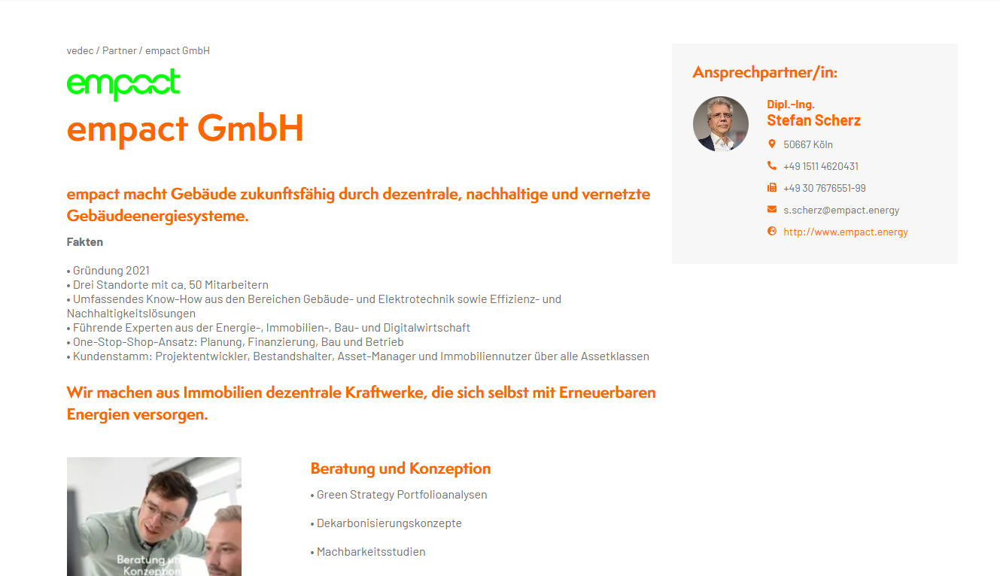 vedec / Partner / empact GmbH
empact
empact GmbH
empact macht Gebäude zukunftsfähig durch dezentrale, nachhaltige und vernetzte
Gebäudeenergiesysteme.
Fakten
• Gründung 2021
• Drei Standorte mit ca. 50 Mitarbeitern
• Umfassendes Know-How aus den Bereichen Gebäude- und Elektrotechnik sowie Effizienz- und
Nachhaltigkeitslösungen
• Führende Experten aus der Energie-, Immobilien-, Bau- und Digitalwirtschaft
• One-Stop-Shop-Ansatz: Planung, Finanzierung, Bau und Betrieb
• Kundenstamm: Projektentwickler, Bestandshalter, Asset-Manager und Immobiliennutzer über alle Assetklassen
Wir machen aus Immobilien dezentrale Kraftwerke, die sich selbst mit Erneuerbaren
Energien versorgen.
Beratung und
Konzeption
Beratung und Konzeption
• Green Strategy Portfolioanalysen
• Dekarbonisierungskonzepte
• Machbarkeitsstudien
Ansprechpartner/in:
Dipl.-Ing.
Stefan Scherz
50667 Köln
+49 1511 4620431
+49 30 7676551-99
s.scherz@empact.energy
http://www.empact.energy